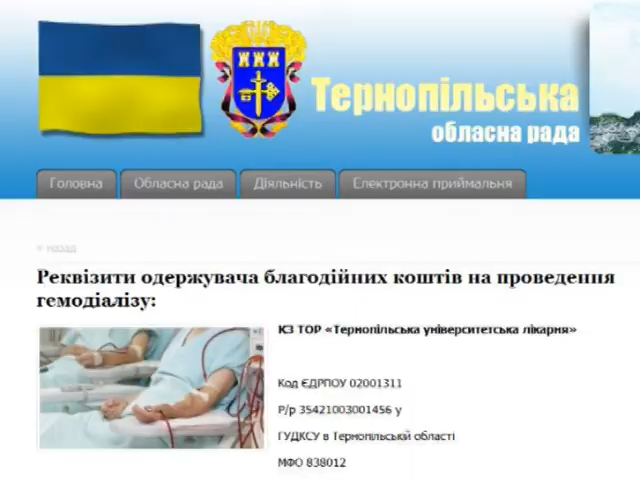 Тернопільська
обласна рада
Головна
Обласна рада
Діяльність
Електронна приймальня
« назад
Реквізити одержувача благодійних коштів на проведення
гемодіалізу:
КЗ ТОР «Тернопільська університетська лікарня»
Код ЄДРПОУ 02001311
Р/р 35421003001456 у
ГУДКСУ в Тернопільській області
МФО 838012